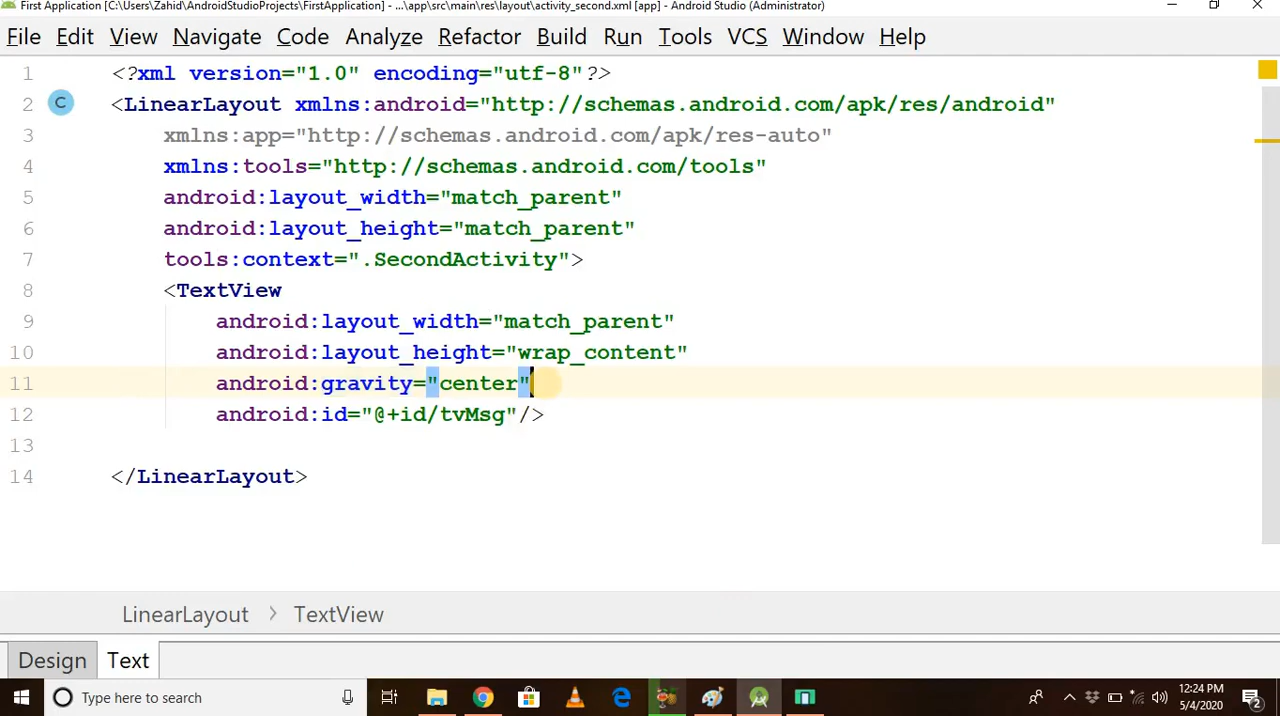 First Application [C:\Users\Zahid\AndroidStudioProjects\FirstApplication] - ...\app\src\main\res\layout\activity_second.xml [app] - Android Studio (Administrator)
File Edit View Navigate Code Analyze Refactor Build Run Tools VCS Window Help
1 <?xml version="1.0" encoding="utf-8"?>
2 C <LinearLayout xmlns:android="http://schemas.android.com/apk/res/android"
3 xmlns:app="http://schemas.android.com/apk/res-auto"
4 xmlns:tools="http://schemas.android.com/tools"
5 android:layout_width="match_parent"
6 android:layout_height="match_parent"
7 tools:context=".SecondActivity">
8 <TextView
9 android:layout_width="match_parent"
10 android:layout_height="wrap_content"
11 android:gravity="center"
12 android:id="@+id/tvMsg"/>
13
14 </LinearLayout>
LinearLayout > TextView
Design Text
Type here to search
12:24 PM
5/4/2020
2